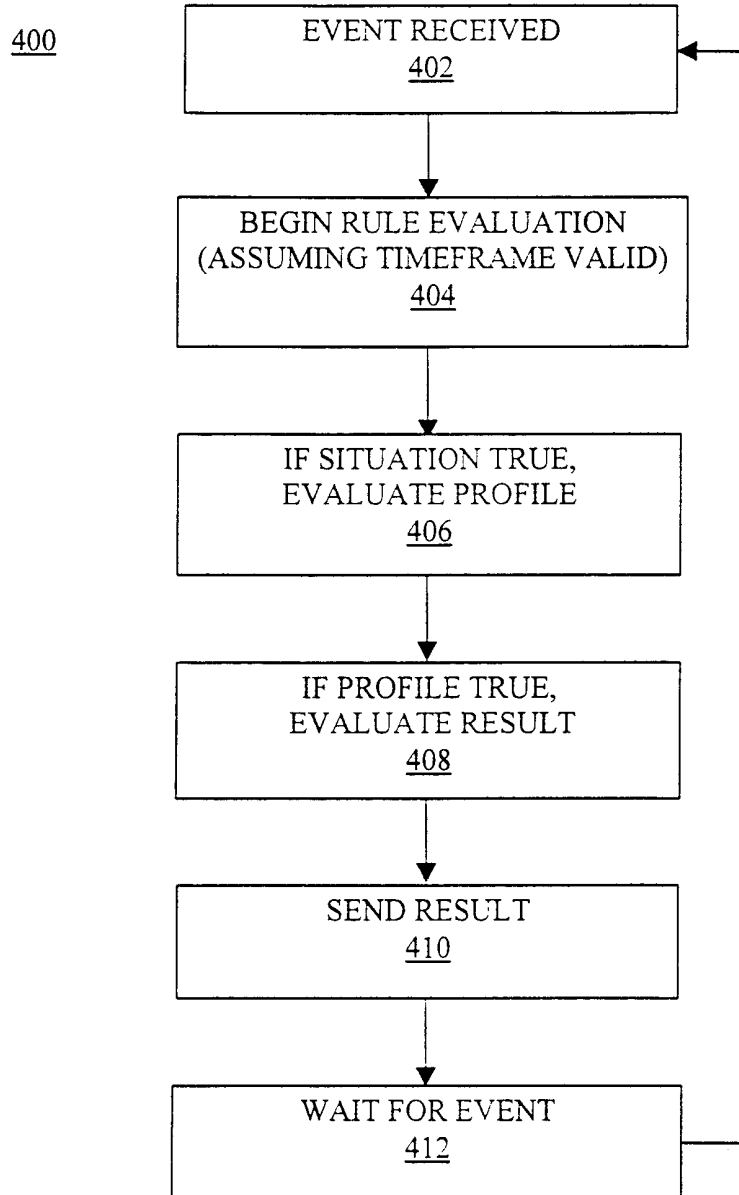 400
EVENT RECEIVED
402
BEGIN RULE EVALUATION
(ASSUMING TIMEFRAME VALID)
404
IF SITUATION TRUE,
EVALUATE PROFILE
406
IF PROFILE TRUE,
EVALUATE RESULT
408
SEND RESULT
410
WAIT FOR EVENT
412